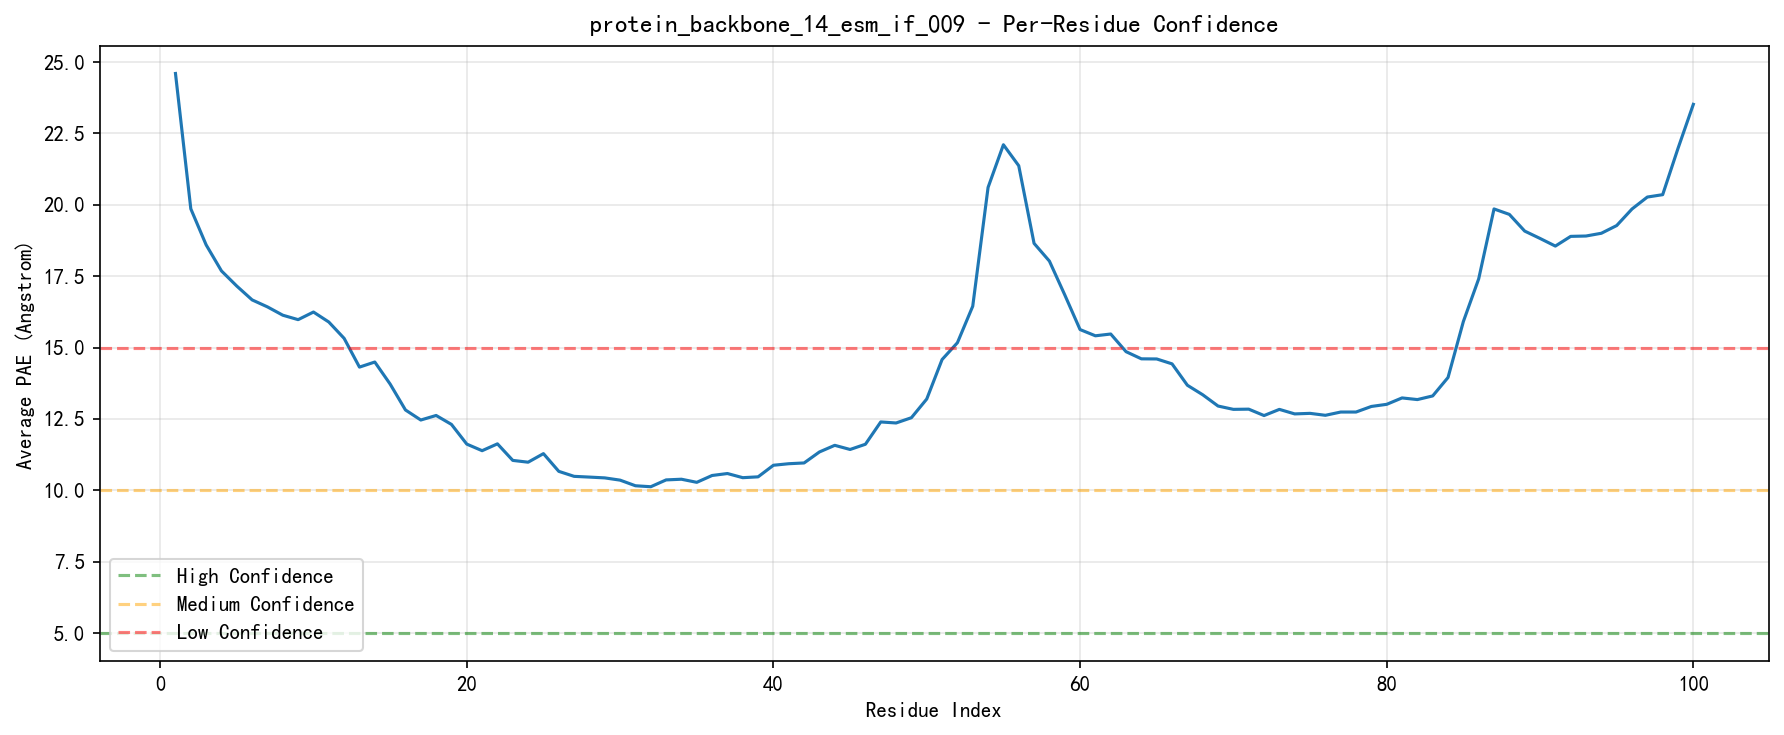 protein_backbone_14_esm_if_009 - Per-Residue Confidence
25.0
22.5
20.0
17.5
15.0
12.5
10.0
7.5
5.0
Average PAE (Angstrom)
High Confidence
Medium Confidence
Low Confidence
0 20 40 60 80 100
Residue Index